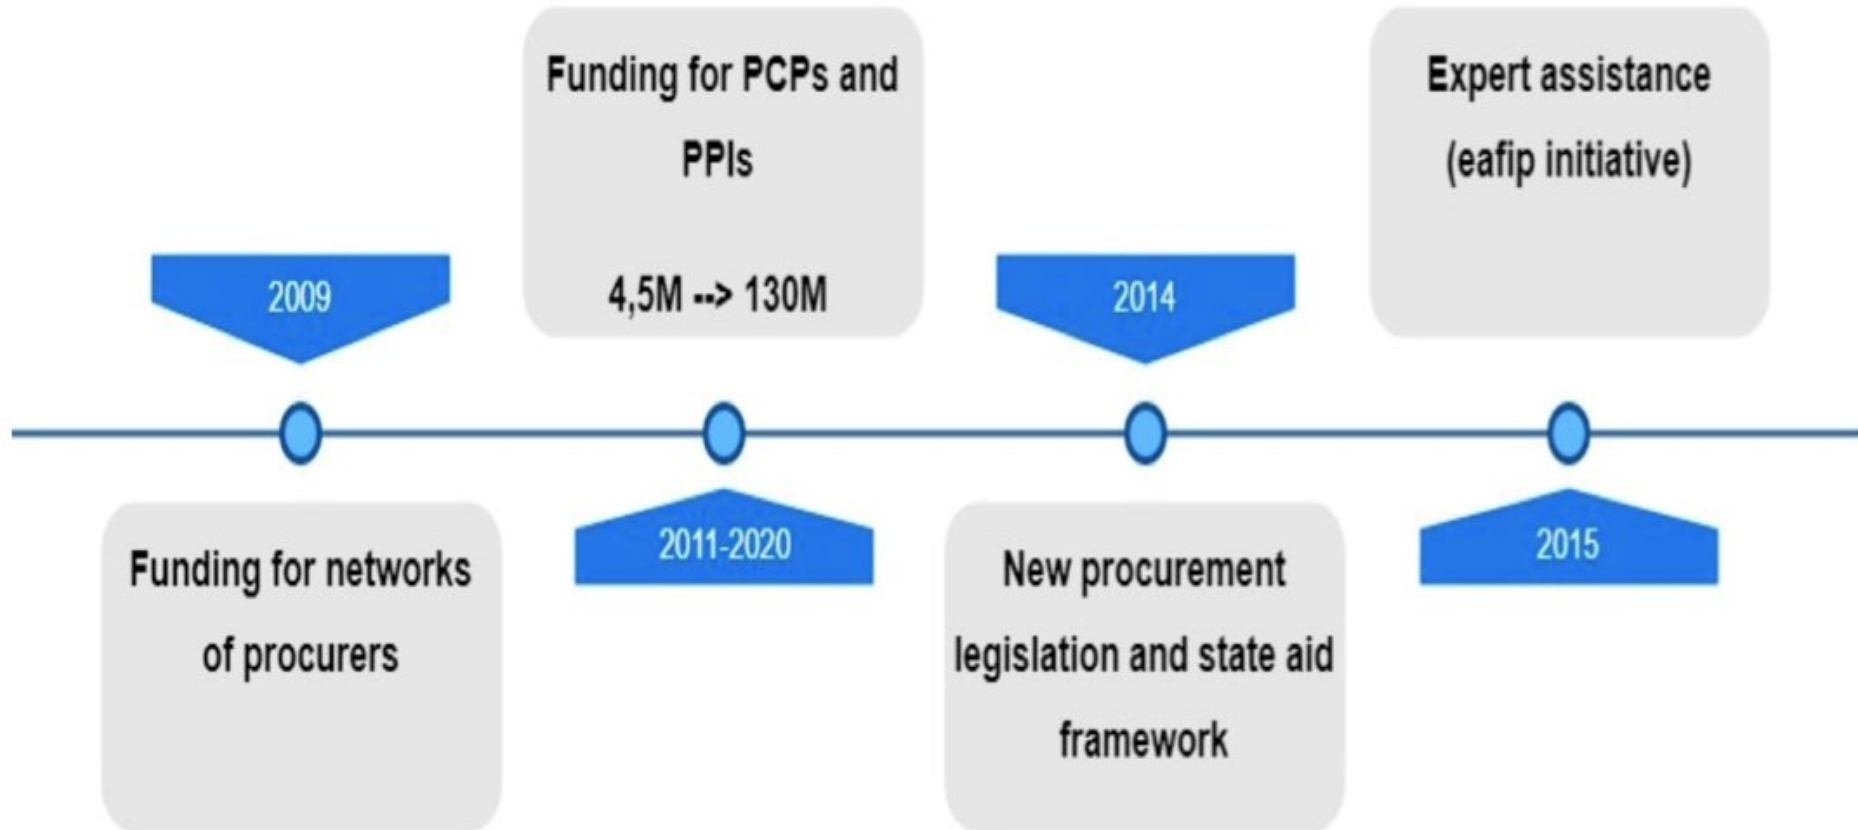 2009
Funding for networks
of procurers
Funding for PCPs and
PPIs
4,5M --> 130M
2011-2020
2014
New procurement
legislation and state aid
framework
Expert assistance
(eafip initiative)
2015